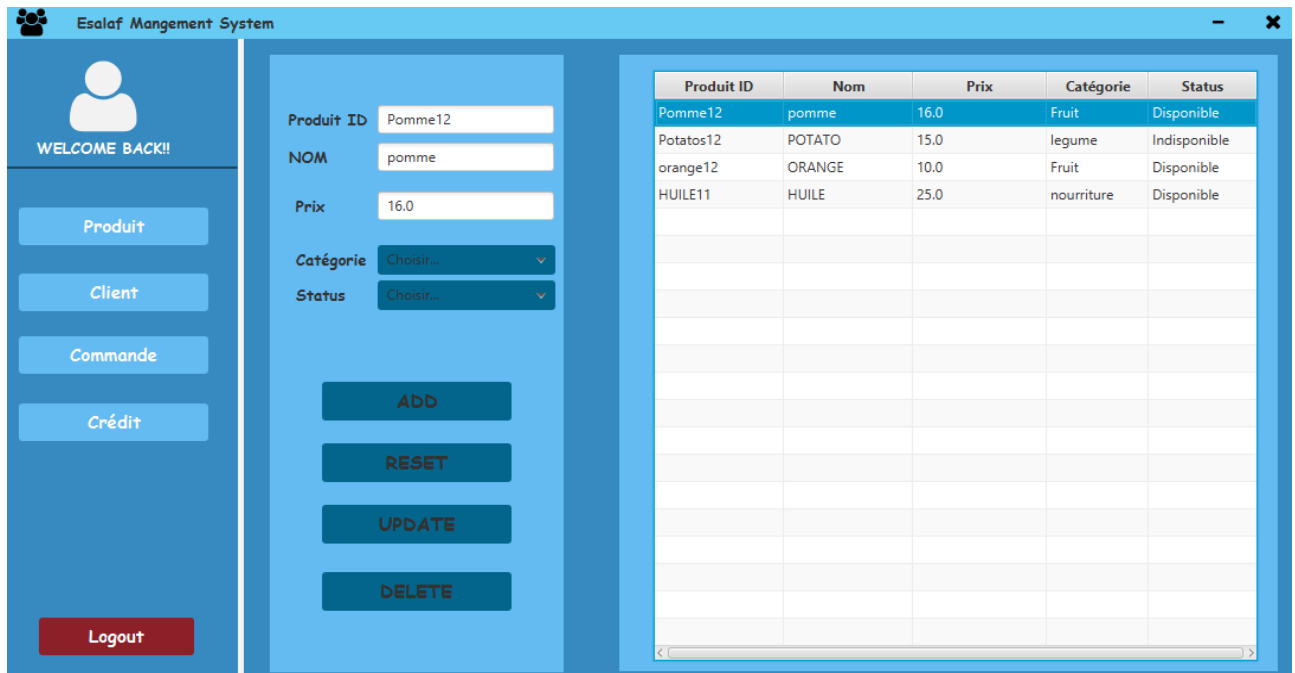 Esalaf Mangement System
WELCOME BACK!!
Produit
Client
Commande
Crédit
Logout
Produit ID Pomme12
NOM pomme
Prix 16.0
Catégorie Choisir...
Status Choisir...
ADD
RESET
UPDATE
DELETE
Produit ID Nom Prix Catégorie Status
Pomme12 pomme 16.0 Fruit Disponible
Potatos12 POTATO 15.0 legume Indisponible
orange12 ORANGE 10.0 Fruit Disponible
HUILE11 HUILE 25.0 nourriture Disponible